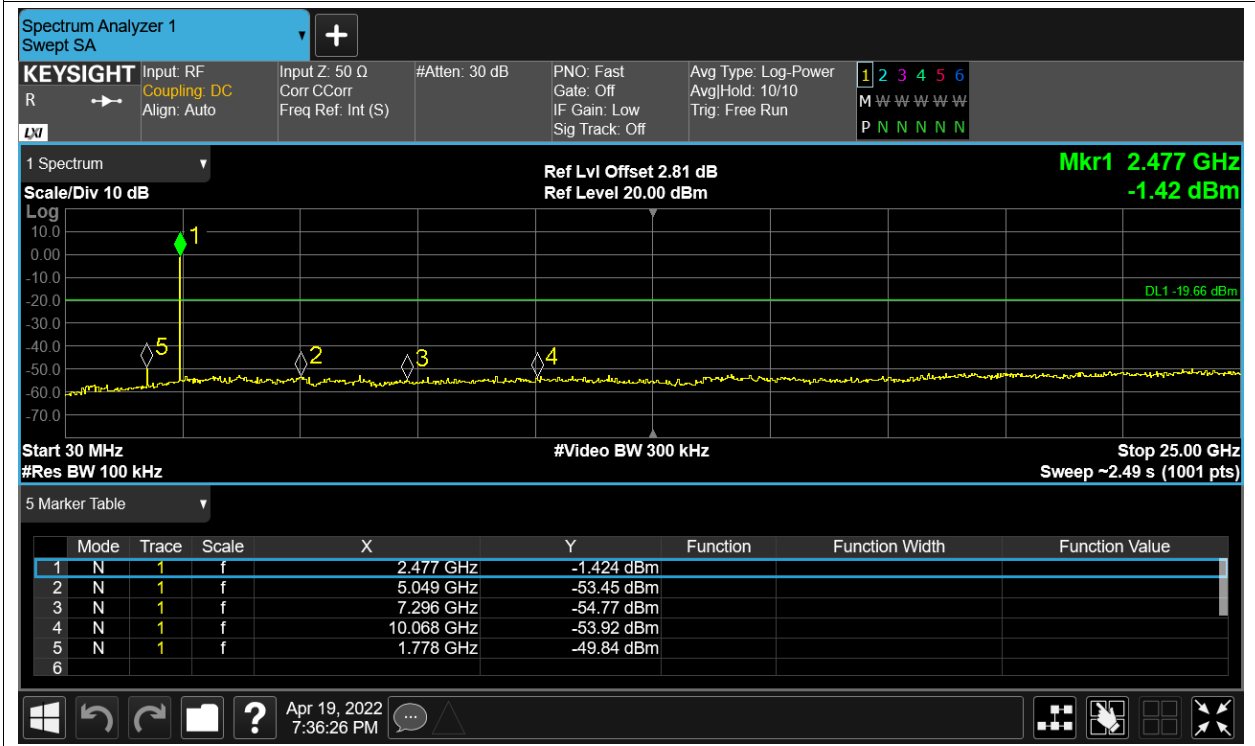 Spectrum Analyzer 1
Swept SA
KEYSIGHT Input: RF Input Z: 50 Ω #Atten: 30 dB PNO: Fast Avg Type: Log-Power 1 2 3 4 5 6
R Coupling: DC Corr CCorr Gate: Off Avg|Hold: 10/10 M W W W W W
Align: Auto Freq Ref: Int (S) IF Gain: Low Trig: Free Run
LXI Sig Track: Off P N N N N N
1 Spectrum Ref Lvl Offset 2.81 dB Mkr1 2.477 GHz
Scale/Div 10 dB Ref Level 20.00 dBm -1.42 dBm
Log
10.0 1
0.00
-10.0
-20.0 DL1 -19.66 dBm
-30.0
-40.0 5 2 3 4
-50.0
-60.0
-70.0
Start 30 MHz #Video BW 300 kHz Stop 25.00 GHz
#Res BW 100 kHz Sweep ~2.49 s (1001 pts)
5 Marker Table
Mode Trace Scale X Y Function Function Width Function Value
1 N 1 f 2.477 GHz -1.424 dBm
2 N 1 f 5.049 GHz -53.45 dBm
3 N 1 f 7.296 GHz -54.77 dBm
4 N 1 f 10.068 GHz -53.92 dBm
5 N 1 f 1.778 GHz -49.84 dBm
6
? Apr 19, 2022
7:36:26 PM